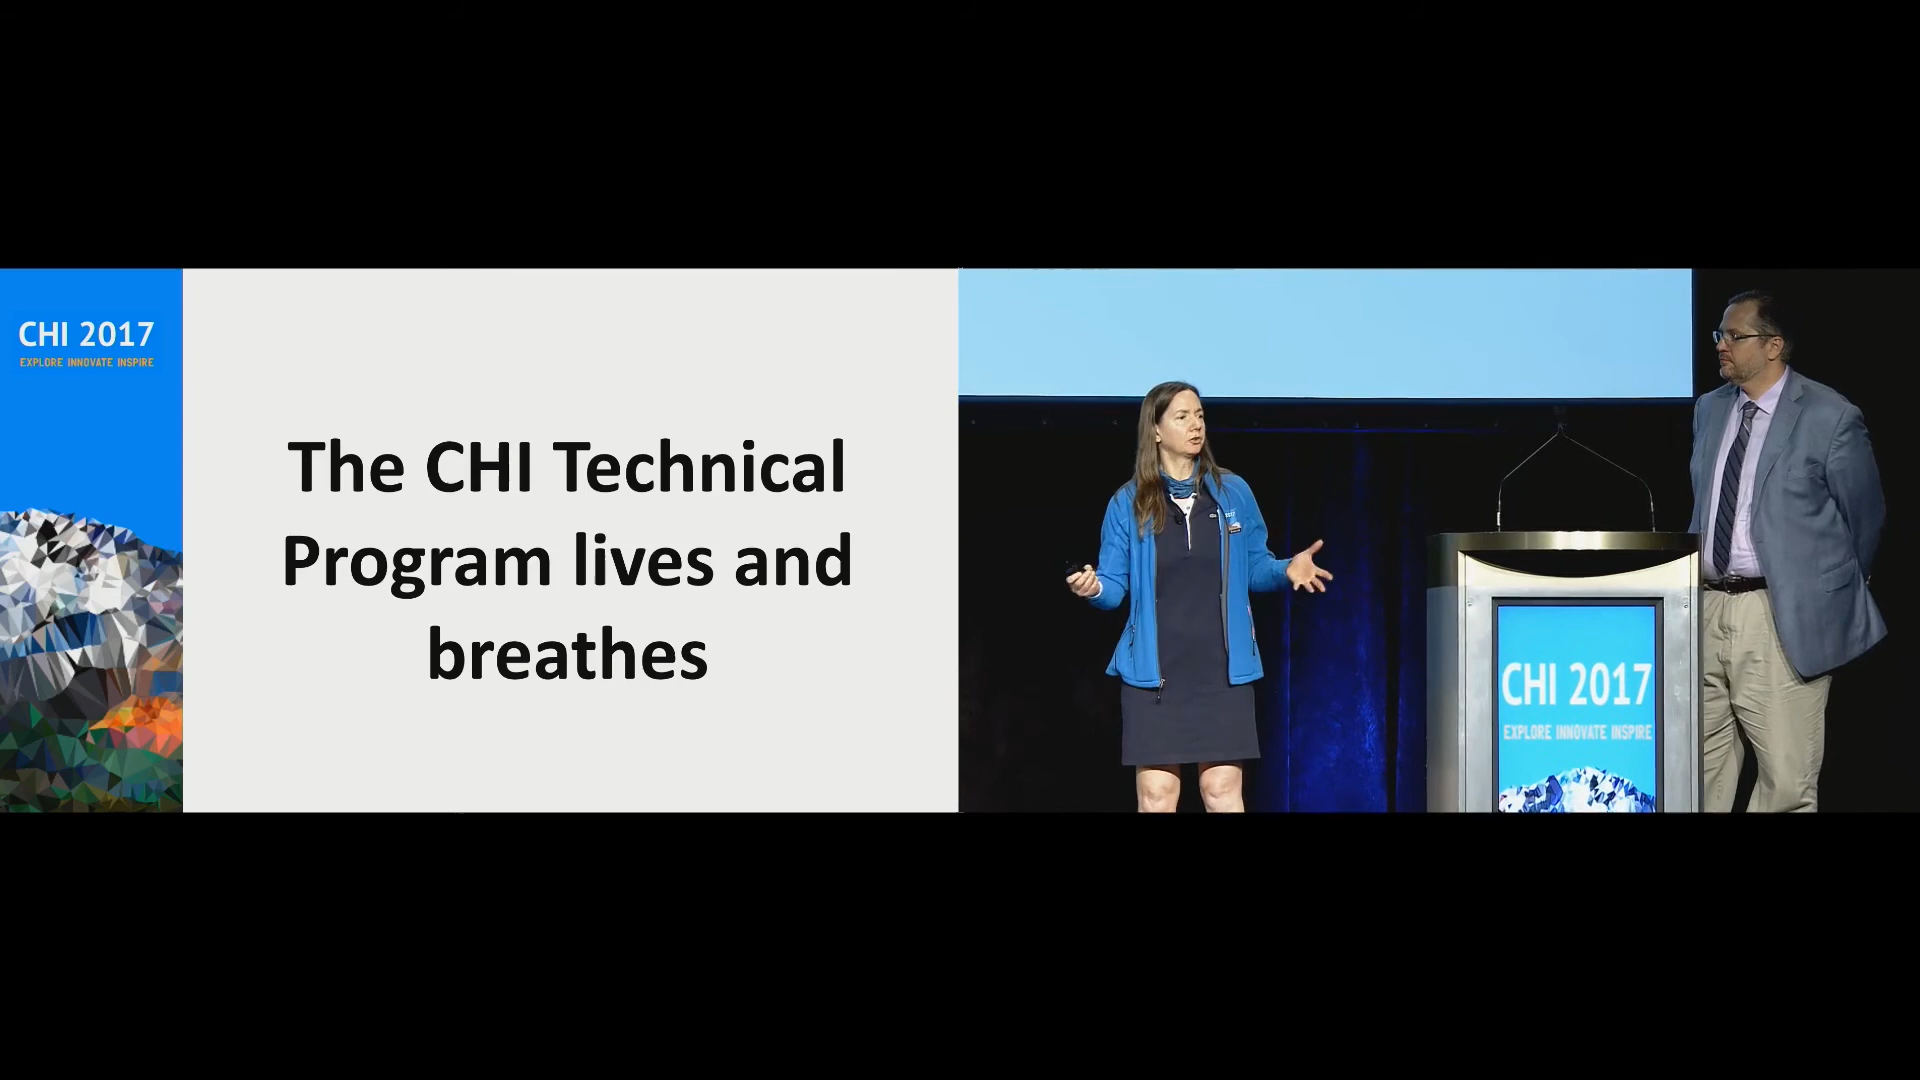 CHI 2017
EXPLORE INNOVATE INSPIRE
The CHI Technical
Program lives and
breathes
CHI 2017
EXPLORE INNOVATE INSPIRE